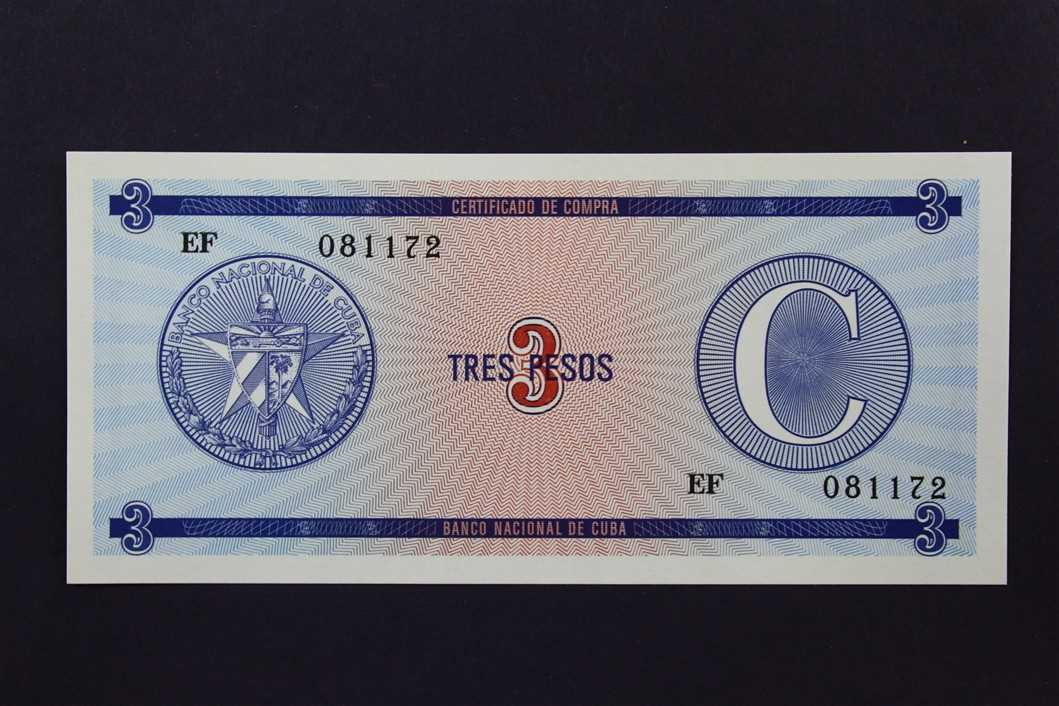 3 CERTIFICADO DE COMPRA 3
EF 081172
BANCO NACIONAL DE CUBA
TRES 3 PESOS
C
EF 081172
3 BANCO NACIONAL DE CUBA 3